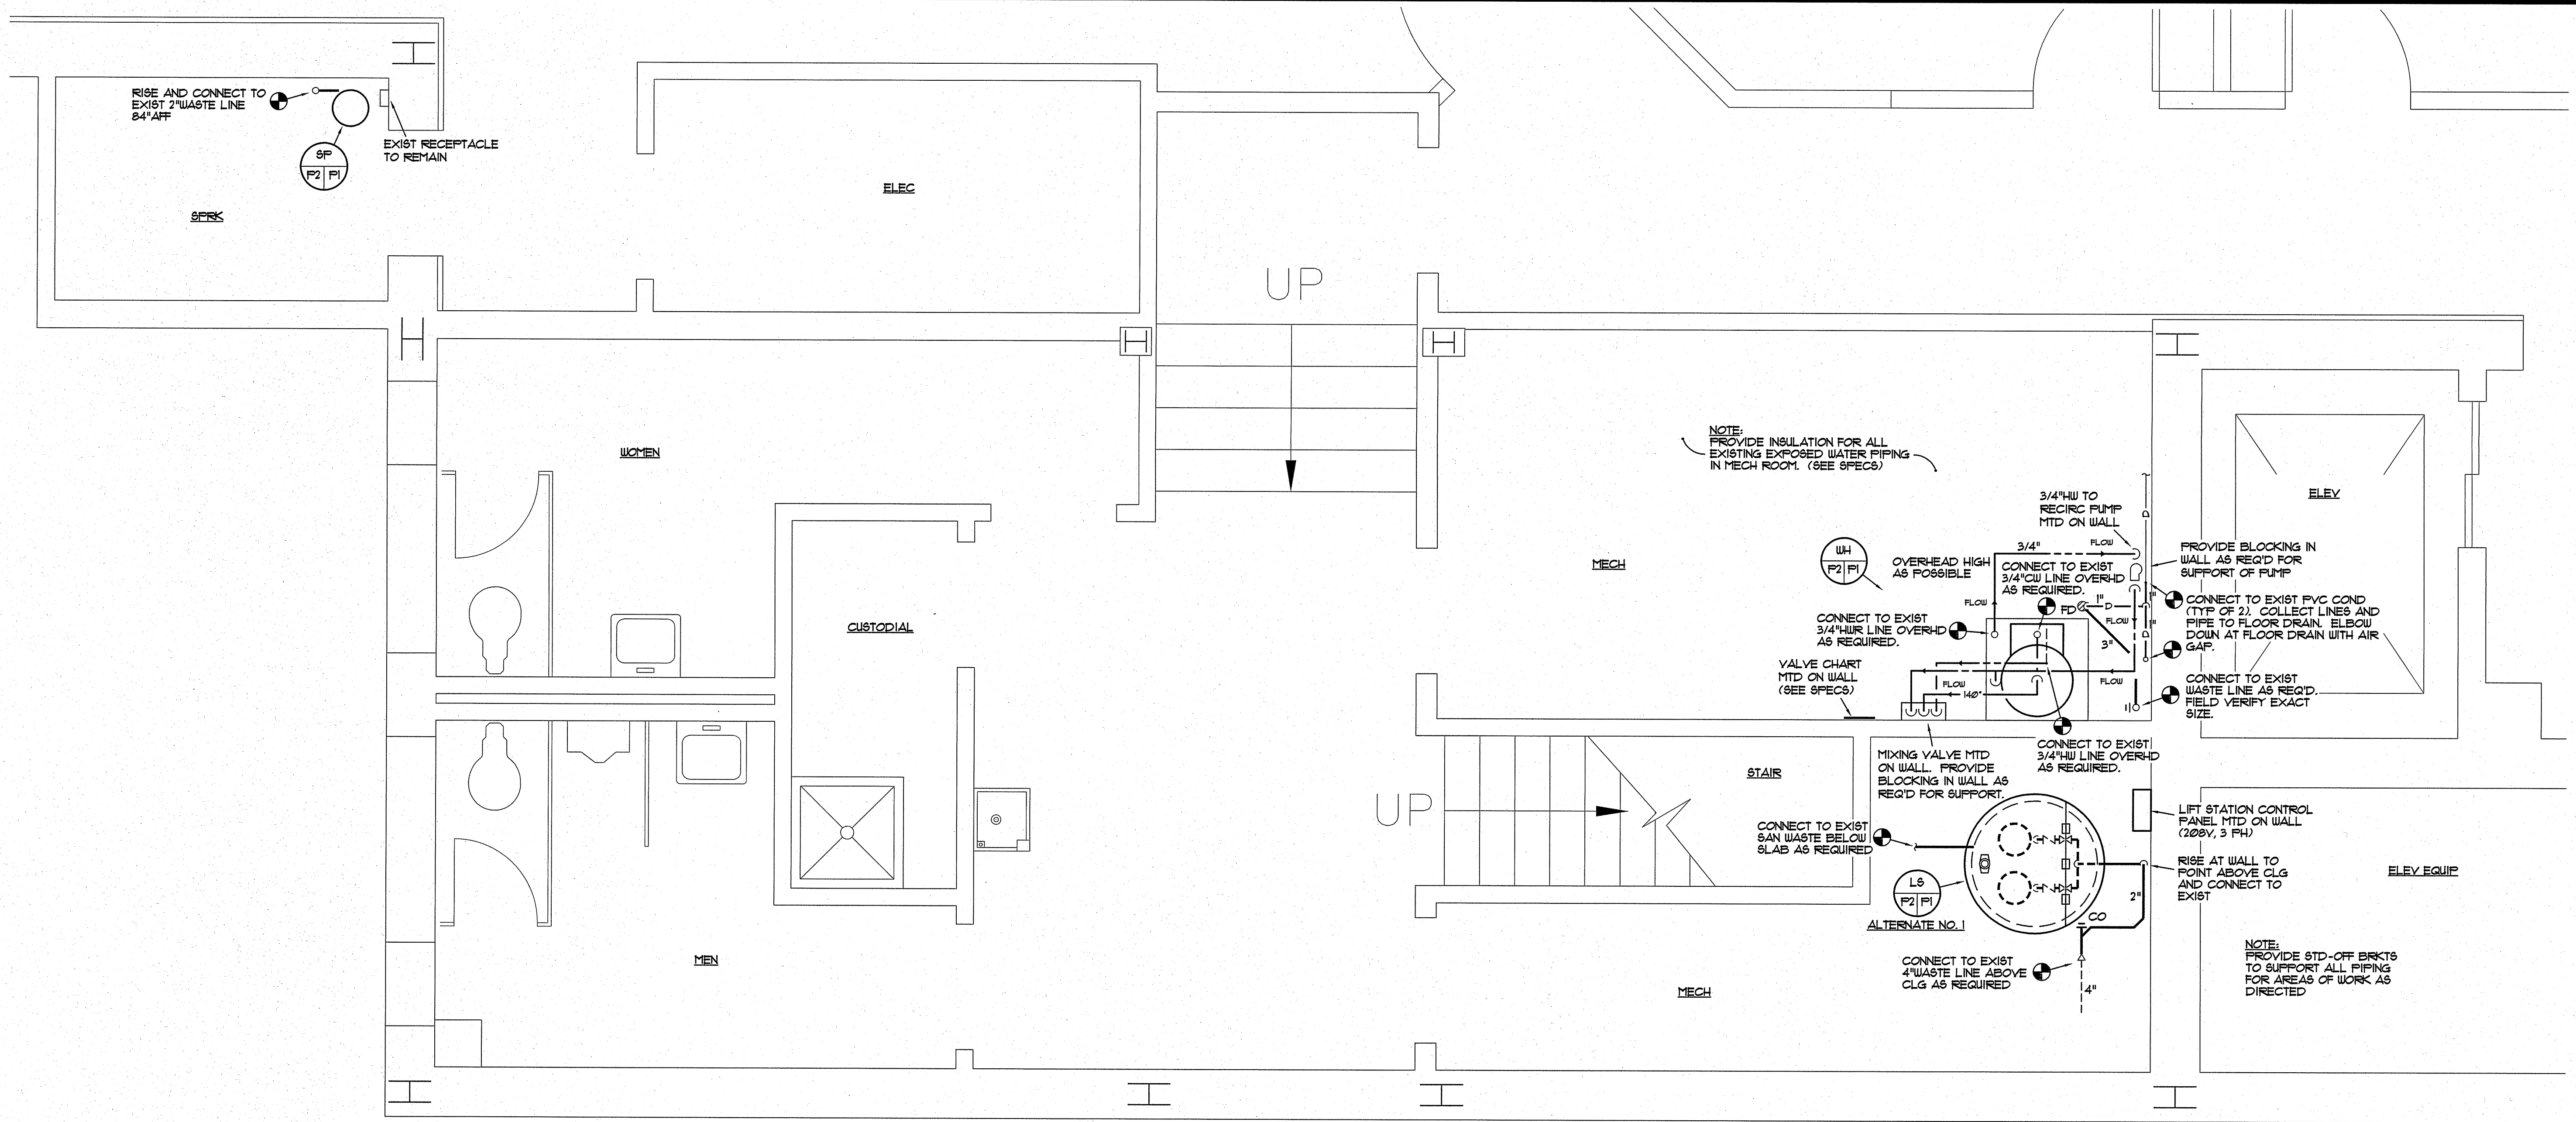 RISE AND CONNECT TO
EXIST 2"WASTE LINE
84"AFF
SP
P2 P1
EXIST RECEPTACLE
TO REMAIN
SPRK
ELEC
UP
WOMEN
CUSTODIAL
MEN
NOTE:
PROVIDE INSULATION FOR ALL
EXISTING EXPOSED WATER PIPING
IN MECH ROOM. (SEE SPECS)
MECH
WH
P2 P1
OVERHEAD HIGH
AS POSSIBLE
3/4"HW TO
RECIRC PUMP
MTD ON WALL
3/4"
FLOW
D
CONNECT TO EXIST
3/4"CW LINE OVERHD
AS REQUIRED.
FLOW
FD
1"
D
1"
FLOW
1"
D
3"
CONNECT TO EXIST
3/4"HWR LINE OVERHD
AS REQUIRED.
VALVE CHART
MTD ON WALL
(SEE SPECS)
FLOW
140°
FLOW
PROVIDE BLOCKING IN
WALL AS REQ'D FOR
SUPPORT OF PUMP
CONNECT TO EXIST PVC COND
(TYP OF 2). COLLECT LINES AND
PIPE TO FLOOR DRAIN. ELBOW
DOWN AT FLOOR DRAIN WITH AIR
GAP.
CONNECT TO EXIST
WASTE LINE AS REQ'D.
FIELD VERIFY EXACT
SIZE.
ELEV
CONNECT TO EXIST
3/4"HW LINE OVERHD
AS REQUIRED.
MIXING VALVE MTD
ON WALL. PROVIDE
BLOCKING IN WALL AS
REQ'D FOR SUPPORT.
STAIR
UP
CONNECT TO EXIST
SAN WASTE BELOW
SLAB AS REQUIRED
LS
P2 P1
ALTERNATE NO. 1
LIFT STATION CONTROL
PANEL MTD ON WALL
(208V, 3 PH)
RISE AT WALL TO
POINT ABOVE CLG
AND CONNECT TO
EXIST
2"
CO
ELEV EQUIP
CONNECT TO EXIST
4"WASTE LINE ABOVE
CLG AS REQUIRED
4"
MECH
NOTE:
PROVIDE STD-OFF BRKTS
TO SUPPORT ALL PIPING
FOR AREAS OF WORK AS
DIRECTED